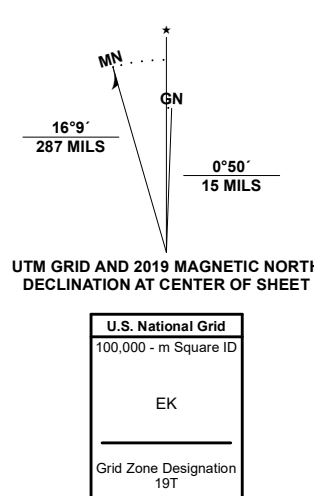 ★
MN
GN
16°9´
287 MILS
0°50´
15 MILS
UTM GRID AND 2019 MAGNETIC NORTH
DECLINATION AT CENTER OF SHEET
U.S. National Grid
100,000 - m Square ID
EK
Grid Zone Designation
19T